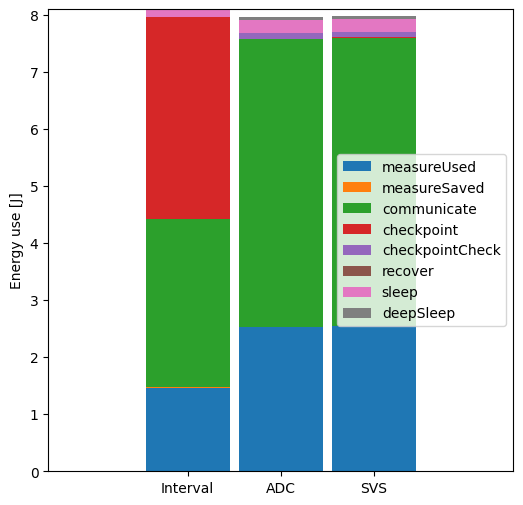 8
7
6
5
4
3
2
1
0
Energy use [J]
measureUsed
measureSaved
communicate
checkpoint
checkpointCheck
recover
sleep
deepSleep
Interval ADC SVS